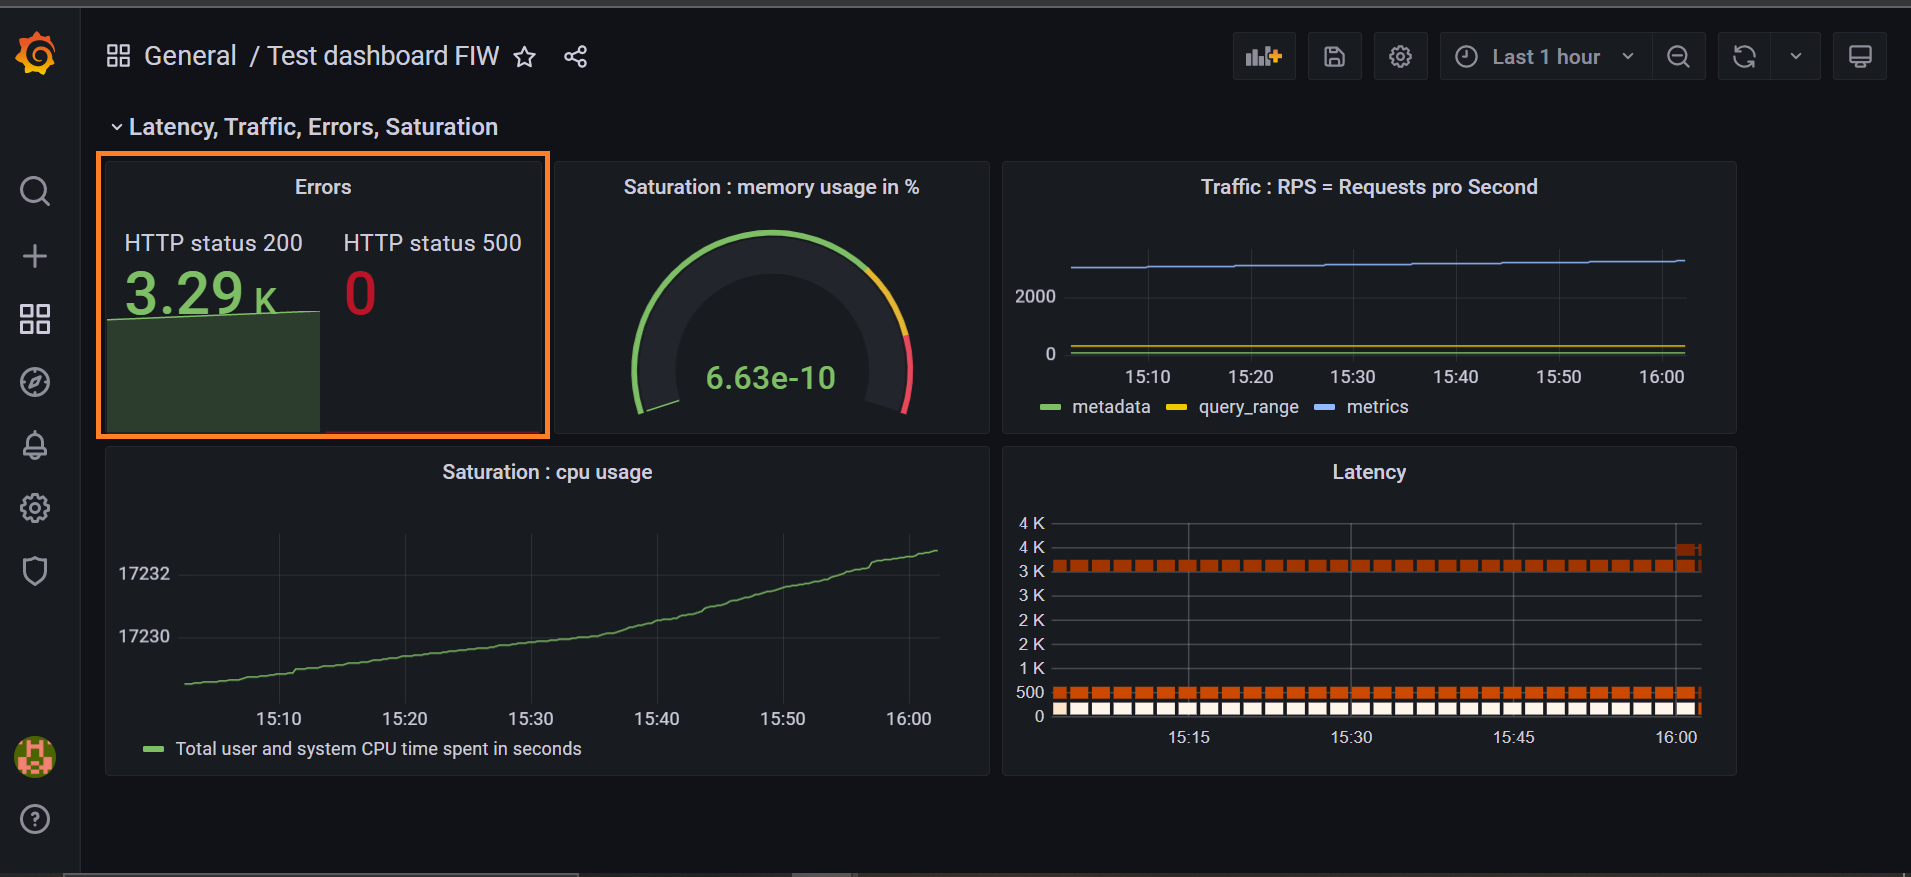 General / Test dashboard FIW
Last 1 hour
Latency, Traffic, Errors, Saturation
Errors
HTTP status 200
3.29 K
HTTP status 500
0
Saturation : memory usage in %
6.63e-10
Traffic : RPS = Requests pro Second
2000
0
15:10 15:20 15:30 15:40 15:50 16:00
metadata query_range metrics
Saturation : cpu usage
17232
17230
15:10 15:20 15:30 15:40 15:50 16:00
Total user and system CPU time spent in seconds
Latency
4 K
4 K
3 K
3 K
2 K
2 K
1 K
500
0
15:15 15:30 15:45 16:00